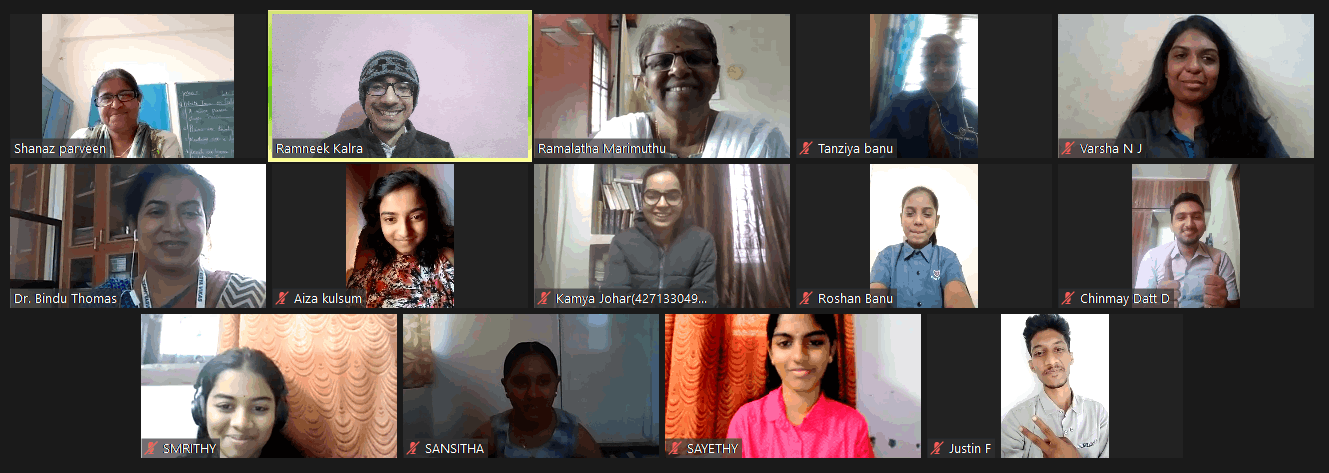 Shanaz parveen
Ramneek Kalra
Ramalatha Marimuthu
Tanziya banu
Varsha N J
Dr. Bindu Thomas
Aiza kulsum
Kamya Johar(427133049...
Roshan Banu
Chinmay Datt D
SMRITHY
SANSITHA
SAYETHY
Justin F